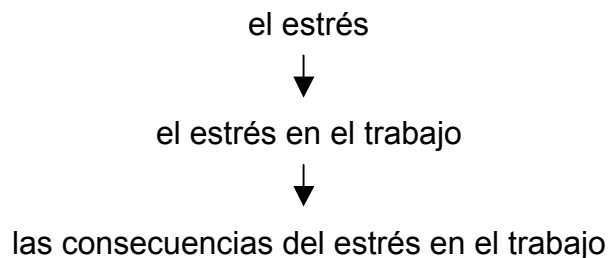 el estrés
el estrés en el trabajo
las consecuencias del estrés en el trabajo